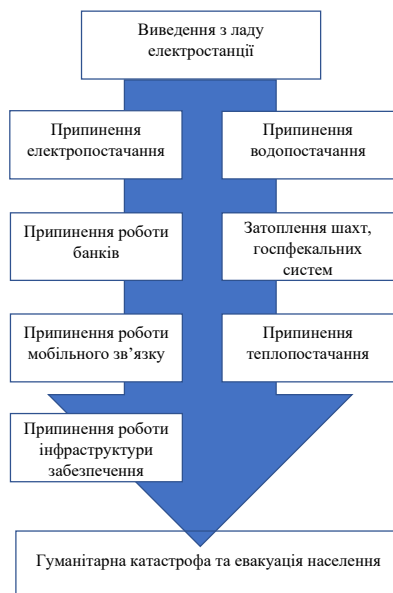 Виведення з ладу
електростанції
Припинення
електропостачання
Припинення
водопостачання
Припинення роботи
банків
Затоплення шахт,
госпфекальних
систем
Припинення роботи
мобільного зв’язку
Припинення
теплопостачання
Припинення роботи
інфраструктури
забезпечення
Гуманітарна катастрофа та евакуація населення